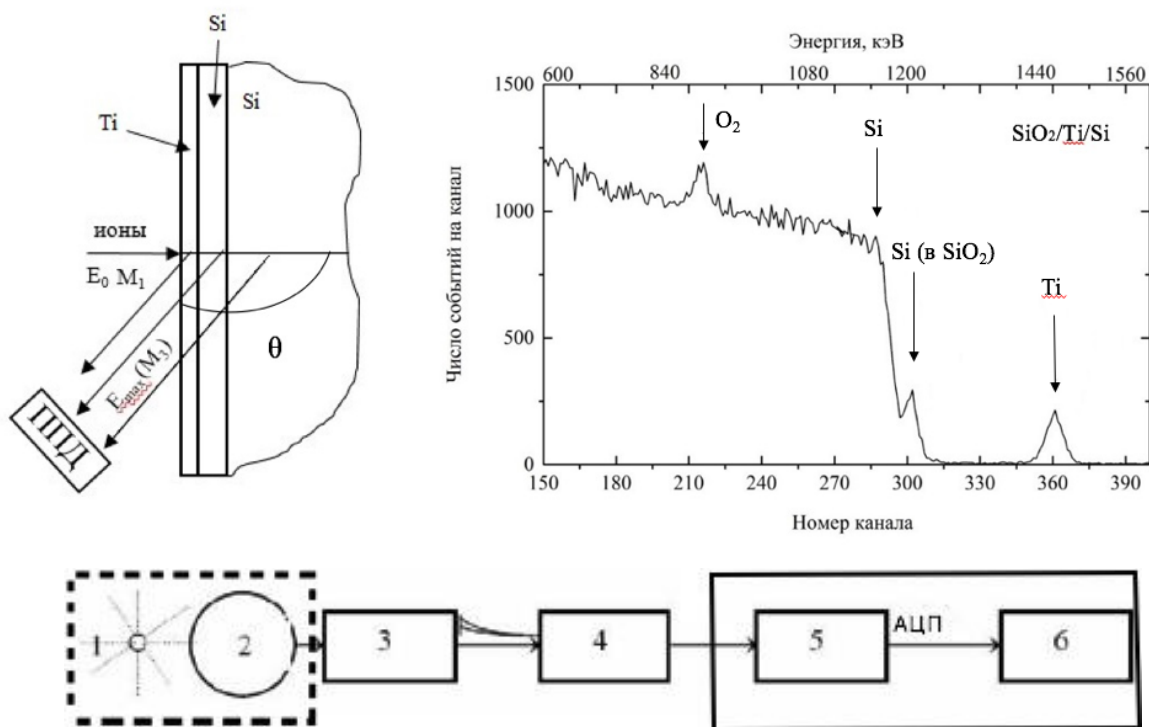 Si
Ti
Si
ионы
E₀ M₁
θ
Eₘₐₓ(M₃)
ППД
Энергия, кэВ
600 840 1080 1200 1440 1560
1500
1000
500
0
Число событий на канал
O₂
Si
SiO₂/Ti/Si
Si (в SiO₂)
Ti
150 180 210 240 270 300 330 360 390
Номер канала
1 2 3 4 5 АЦП 6